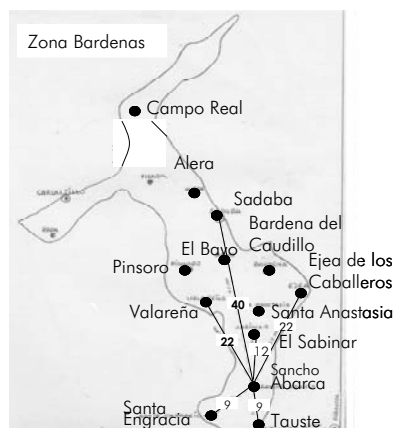 Zona Bardenas
Campo Real
Alera
Sadaba
Bardena del
Caudillo
El Bayo
Ejea de los
Caballeros
Pinsoro
Valareña
40
Santa Anastasia
22
22
El Sabinar
12
Sancho
Abarca
9
9
Santa
Engracia
Tauste